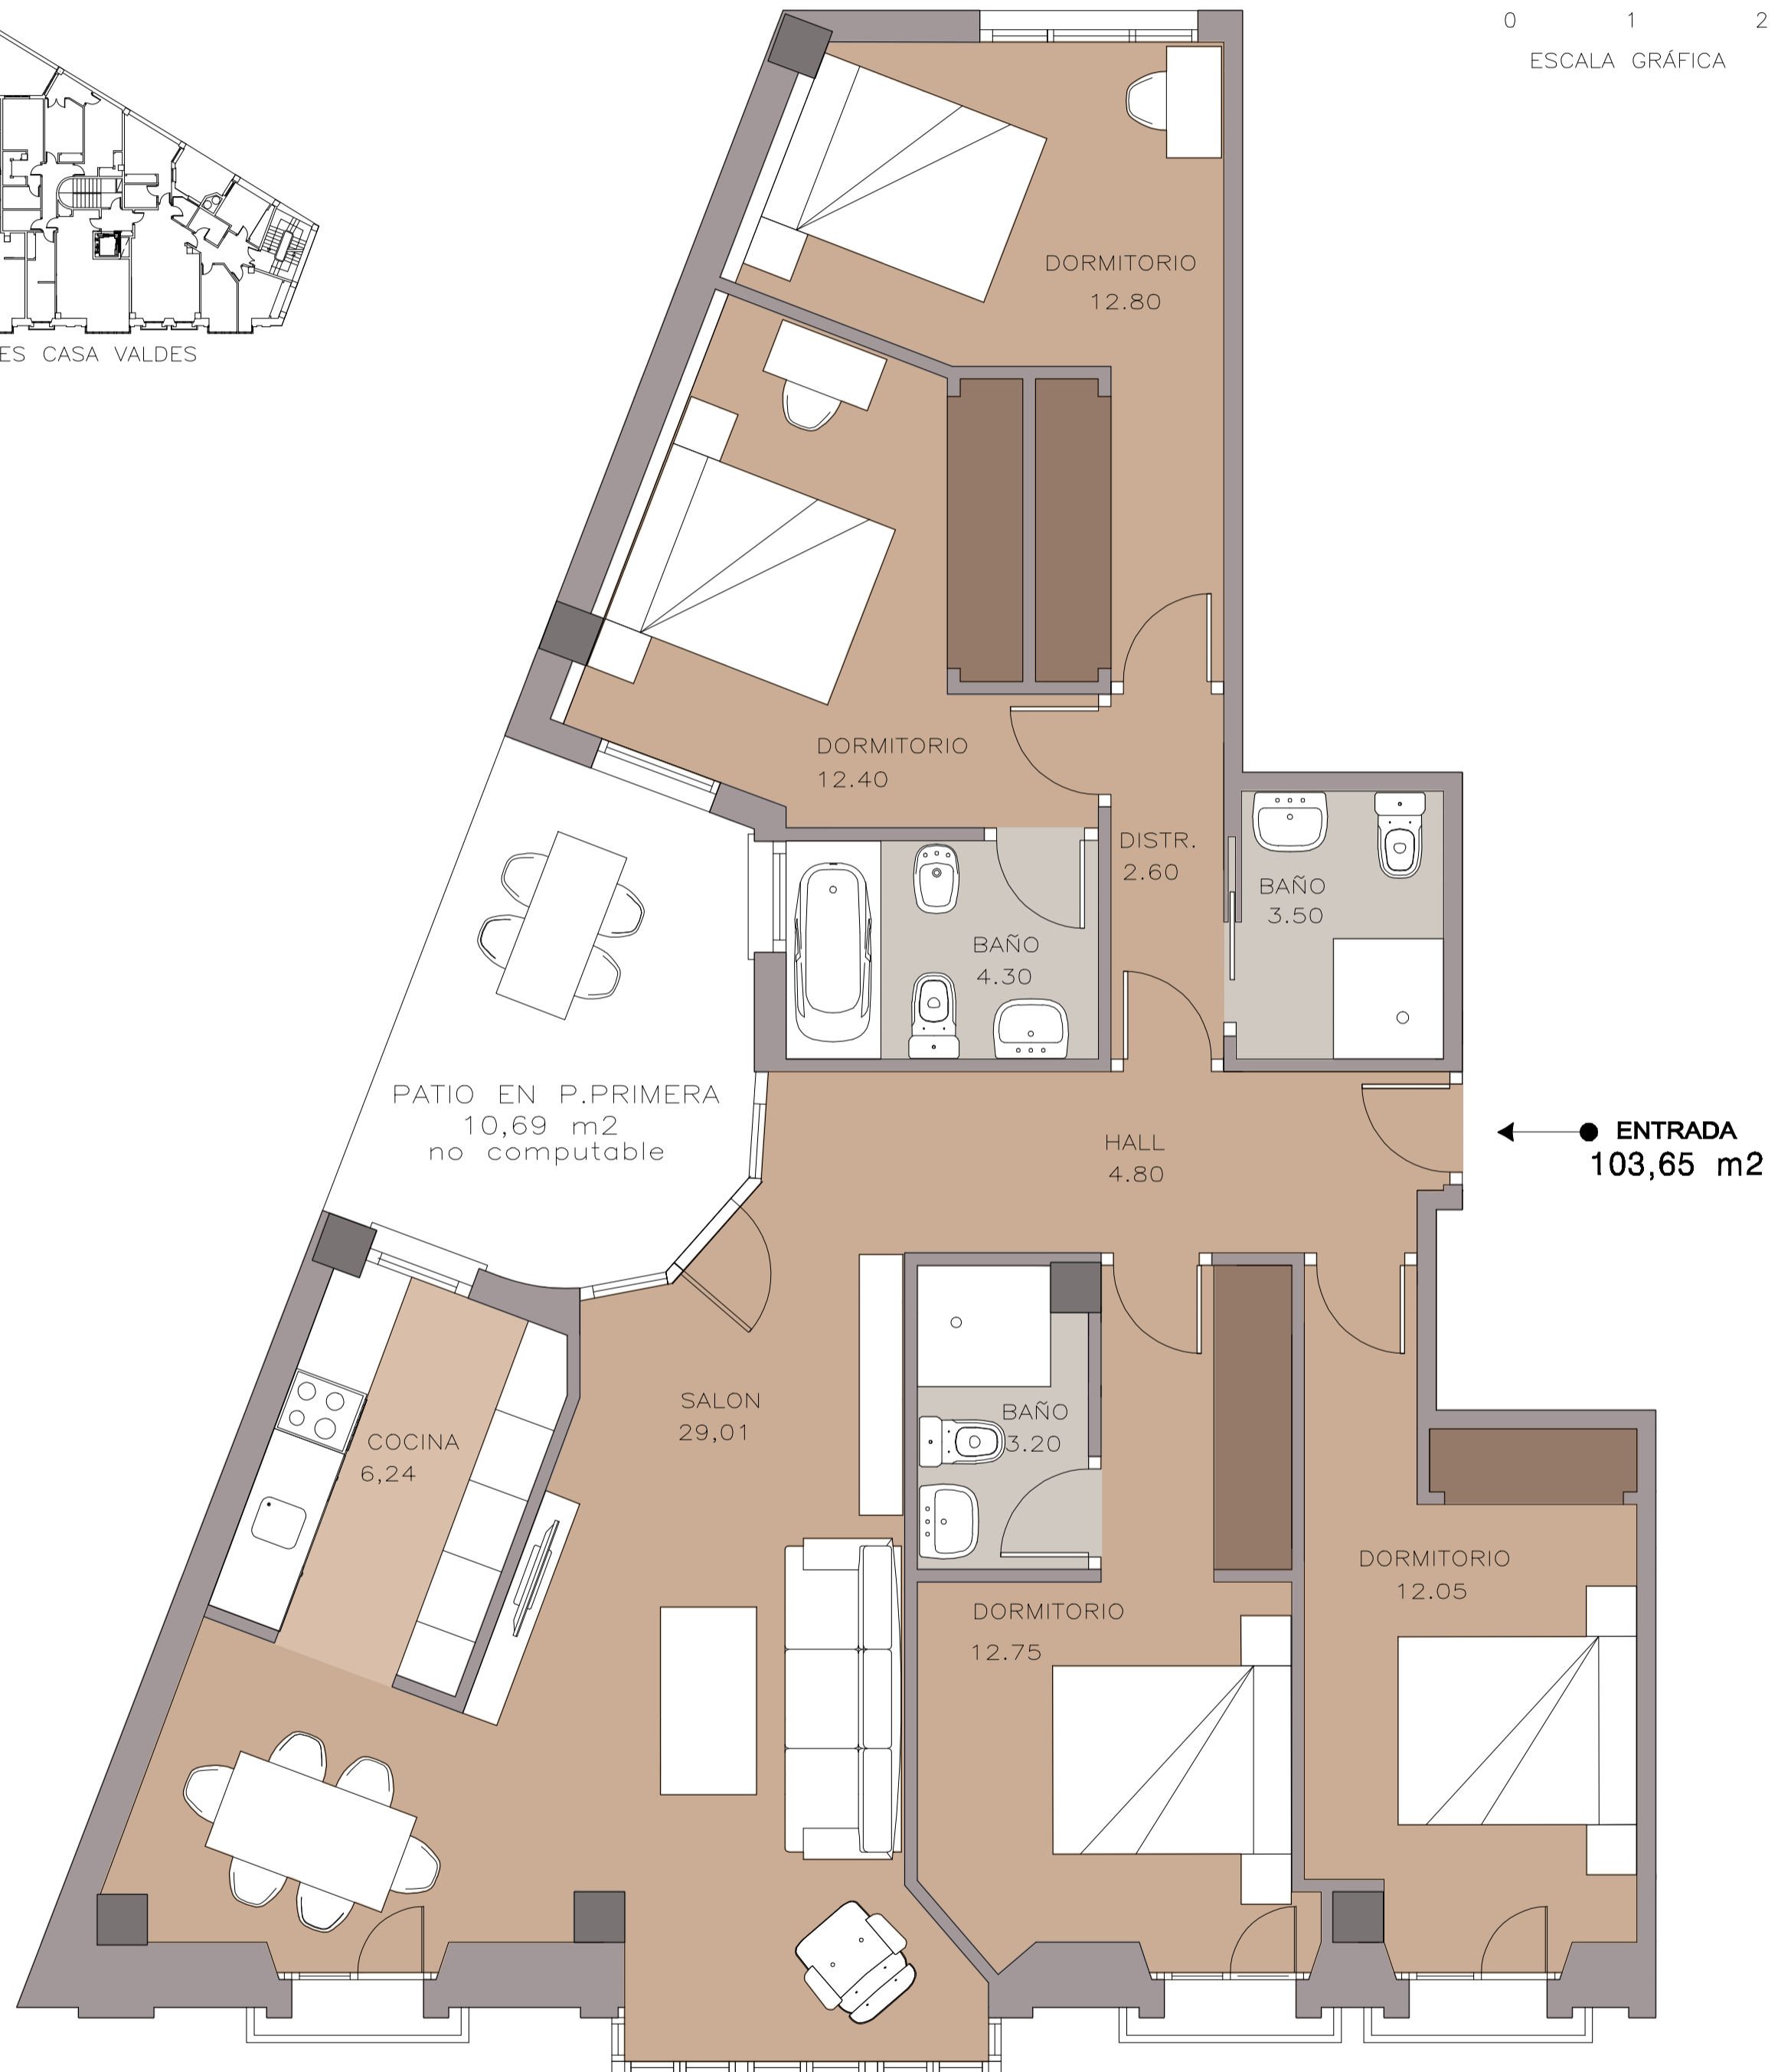 0 1 2
ESCALA GRÁFICA
ES CASA VALDES
DORMITORIO
12.80
DORMITORIO
12.40
DISTR.
2.60
BAÑO
3.50
BAÑO
4.30
PATIO EN P.PRIMERA
10,69 m2
no computable
HALL
4.80
ENTRADA
103,65 m2
SALON
29,01
COCINA
6,24
BAÑO
3.20
DORMITORIO
12.05
DORMITORIO
12.75